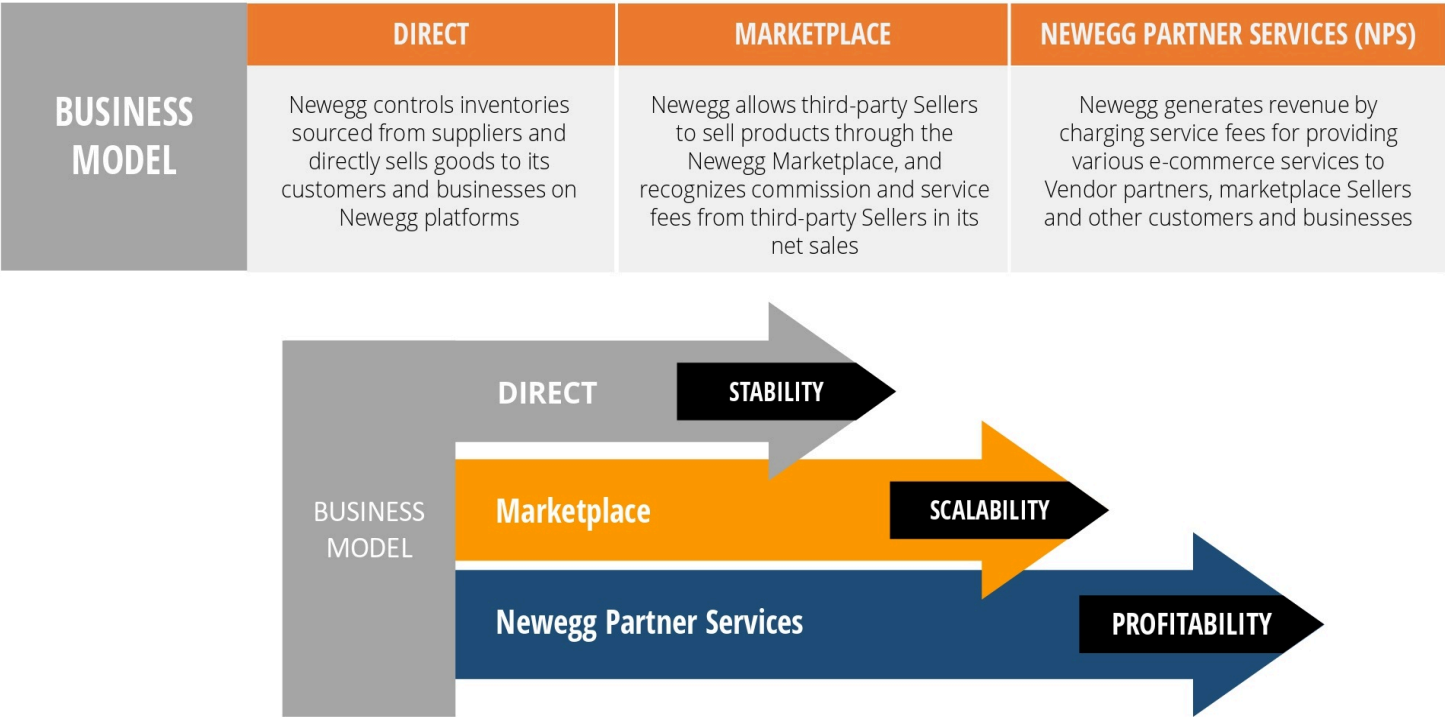 DIRECT
MARKETPLACE
NEWEGG PARTNER SERVICES (NPS)
BUSINESS
MODEL
Newegg controls inventories
sourced from suppliers and
directly sells goods to its
customers and businesses on
Newegg platforms
Newegg allows third-party Sellers
to sell products through the
Newegg Marketplace, and
recognizes commission and service
fees from third-party Sellers in its
net sales
Newegg generates revenue by
charging service fees for providing
various e-commerce services to
Vendor partners, marketplace Sellers
and other customers and businesses
DIRECT
STABILITY
BUSINESS
MODEL
Marketplace
SCALABILITY
Newegg Partner Services
PROFITABILITY